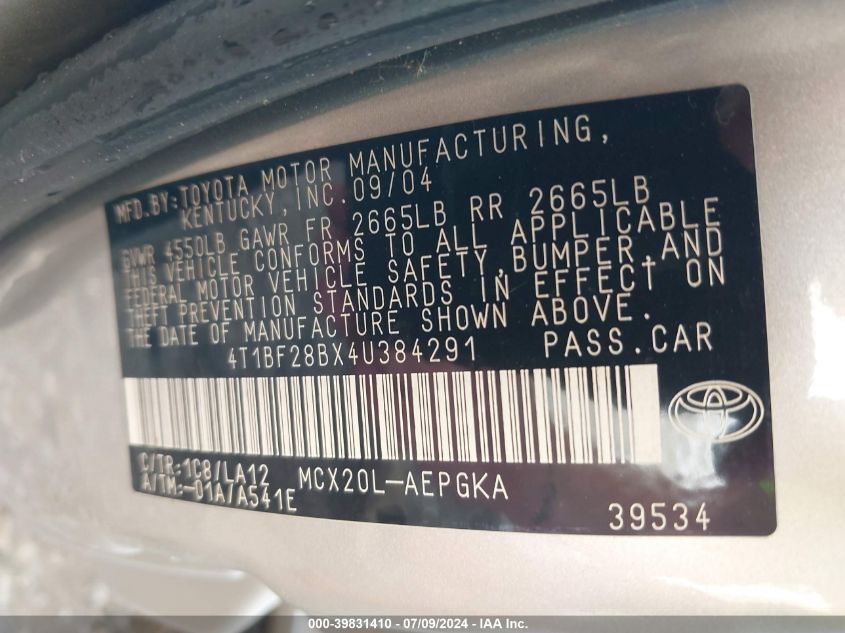 MFD.BY:TOYOTA MOTOR MANUFACTURING,
KENTUCKY, INC. 09/04
GVWR 4550LB GAWR FR 2665LB RR 2665LB
THIS VEHICLE CONFORMS TO ALL APPLICABLE
FEDERAL MOTOR VEHICLE SAFETY,BUMPER,AND
THEFT PREVENTION STANDARDS IN EFFECT ON
THE DATE OF MANUFACTURE SHOWN ABOVE.
4T1BF28BX4U384291 PASS.CAR
C/TR:1C8/LA12 MCX20L-AEPGKA
A/TM:-01A/A541E
39534
000-39831410 - 07/09/2024 - IAA Inc.